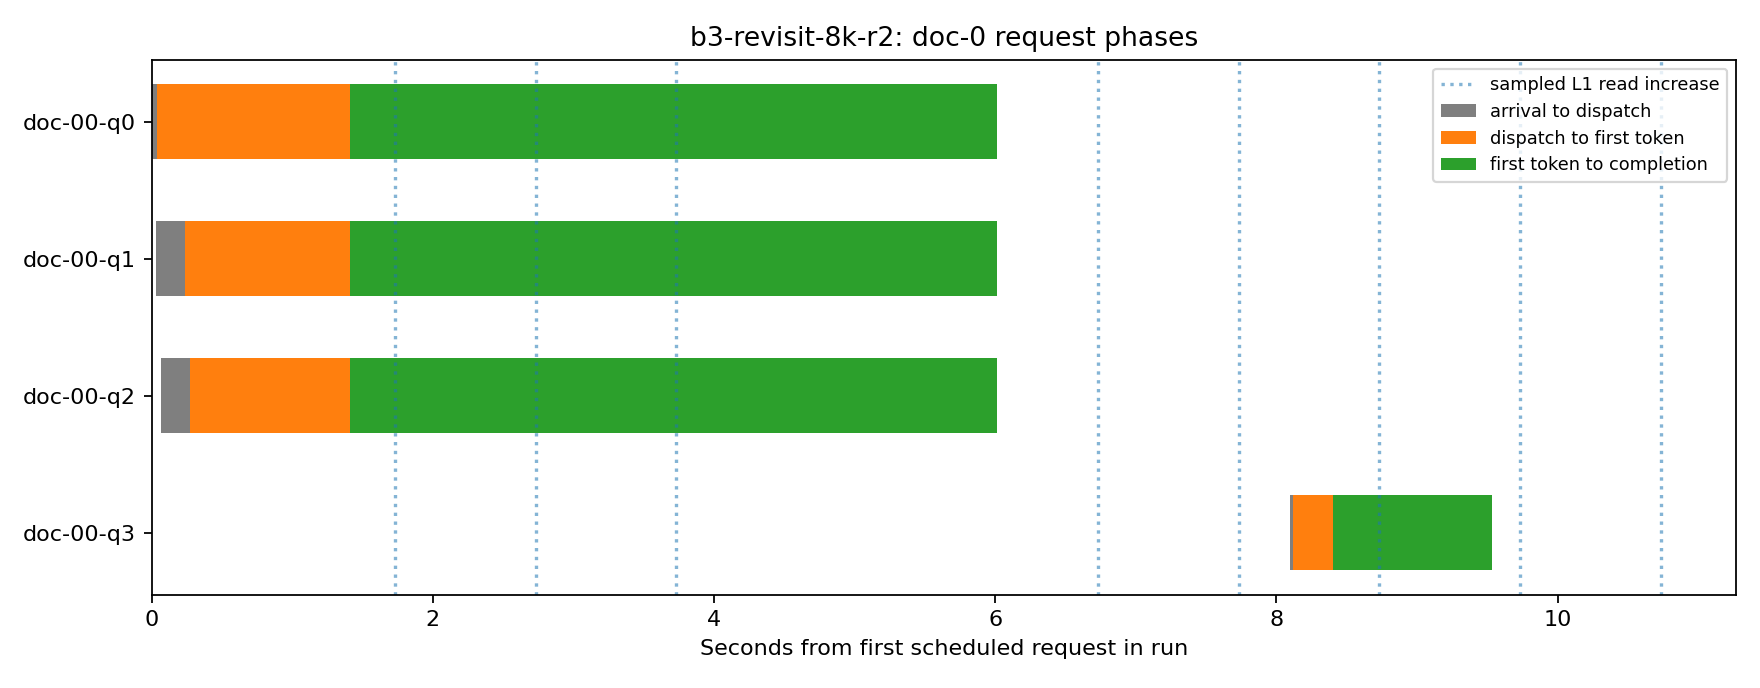 b3-revisit-8k-r2: doc-0 request phases
sampled L1 read increase
arrival to dispatch
dispatch to first token
first token to completion
doc-00-q0
doc-00-q1
doc-00-q2
doc-00-q3
0 2 4 6 8 10
Seconds from first scheduled request in run